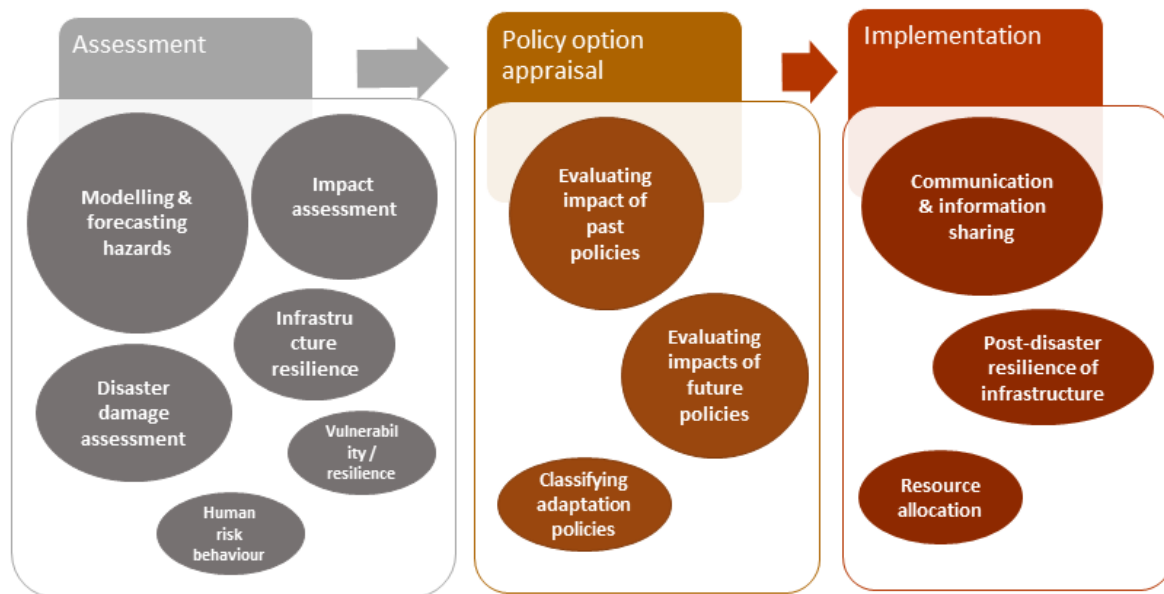 Assessment
Modelling &
forecasting
hazards
Impact
assessment
Infrastru
cture
resilience
Disaster
damage
assessment
Vulnerabil
ity /
resilience
Human
risk
behaviour
Policy option
appraisal
Evaluating
impact of
past
policies
Evaluating
impacts of
future
policies
Classifying
adaptation
policies
Implementation
Communication
& information
sharing
Post-disaster
resilience of
infrastructure
Resource
allocation